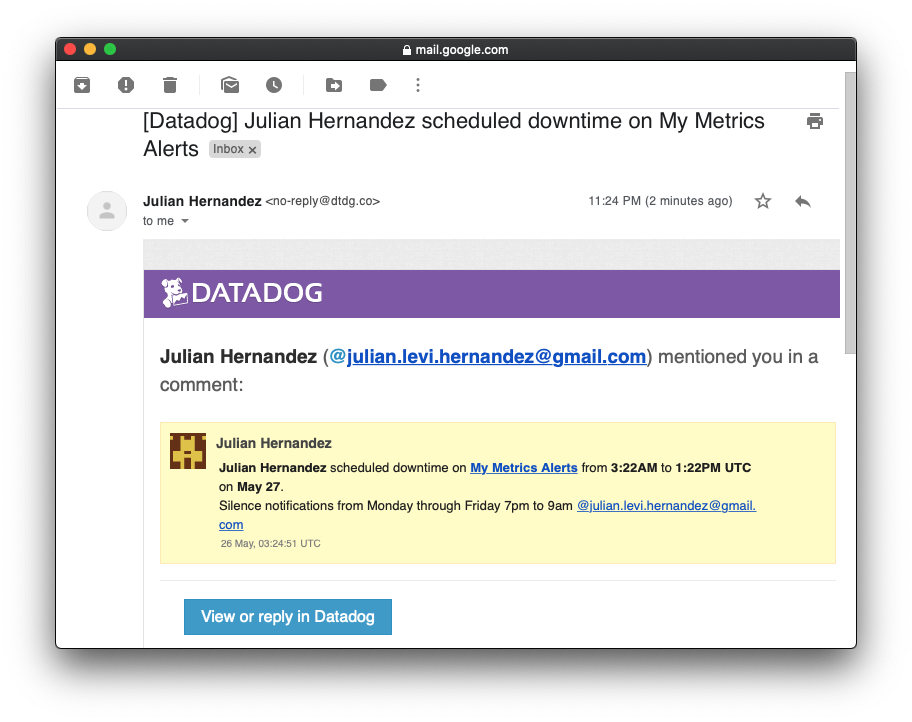 mail.google.com
[Datadog] Julian Hernandez scheduled downtime on My Metrics
Alerts Inbox x
Julian Hernandez <no-reply@dtdg.co> 11:24 PM (2 minutes ago)
to me
DATADOG
Julian Hernandez (@julian.levi.hernandez@gmail.com) mentioned you in a
comment:
Julian Hernandez
Julian Hernandez scheduled downtime on My Metrics Alerts from 3:22AM to 1:22PM UTC
on May 27.
Silence notifications from Monday through Friday 7pm to 9am @julian.levi.hernandez@gmail.
com
26 May, 03:24:51 UTC
View or reply in Datadog